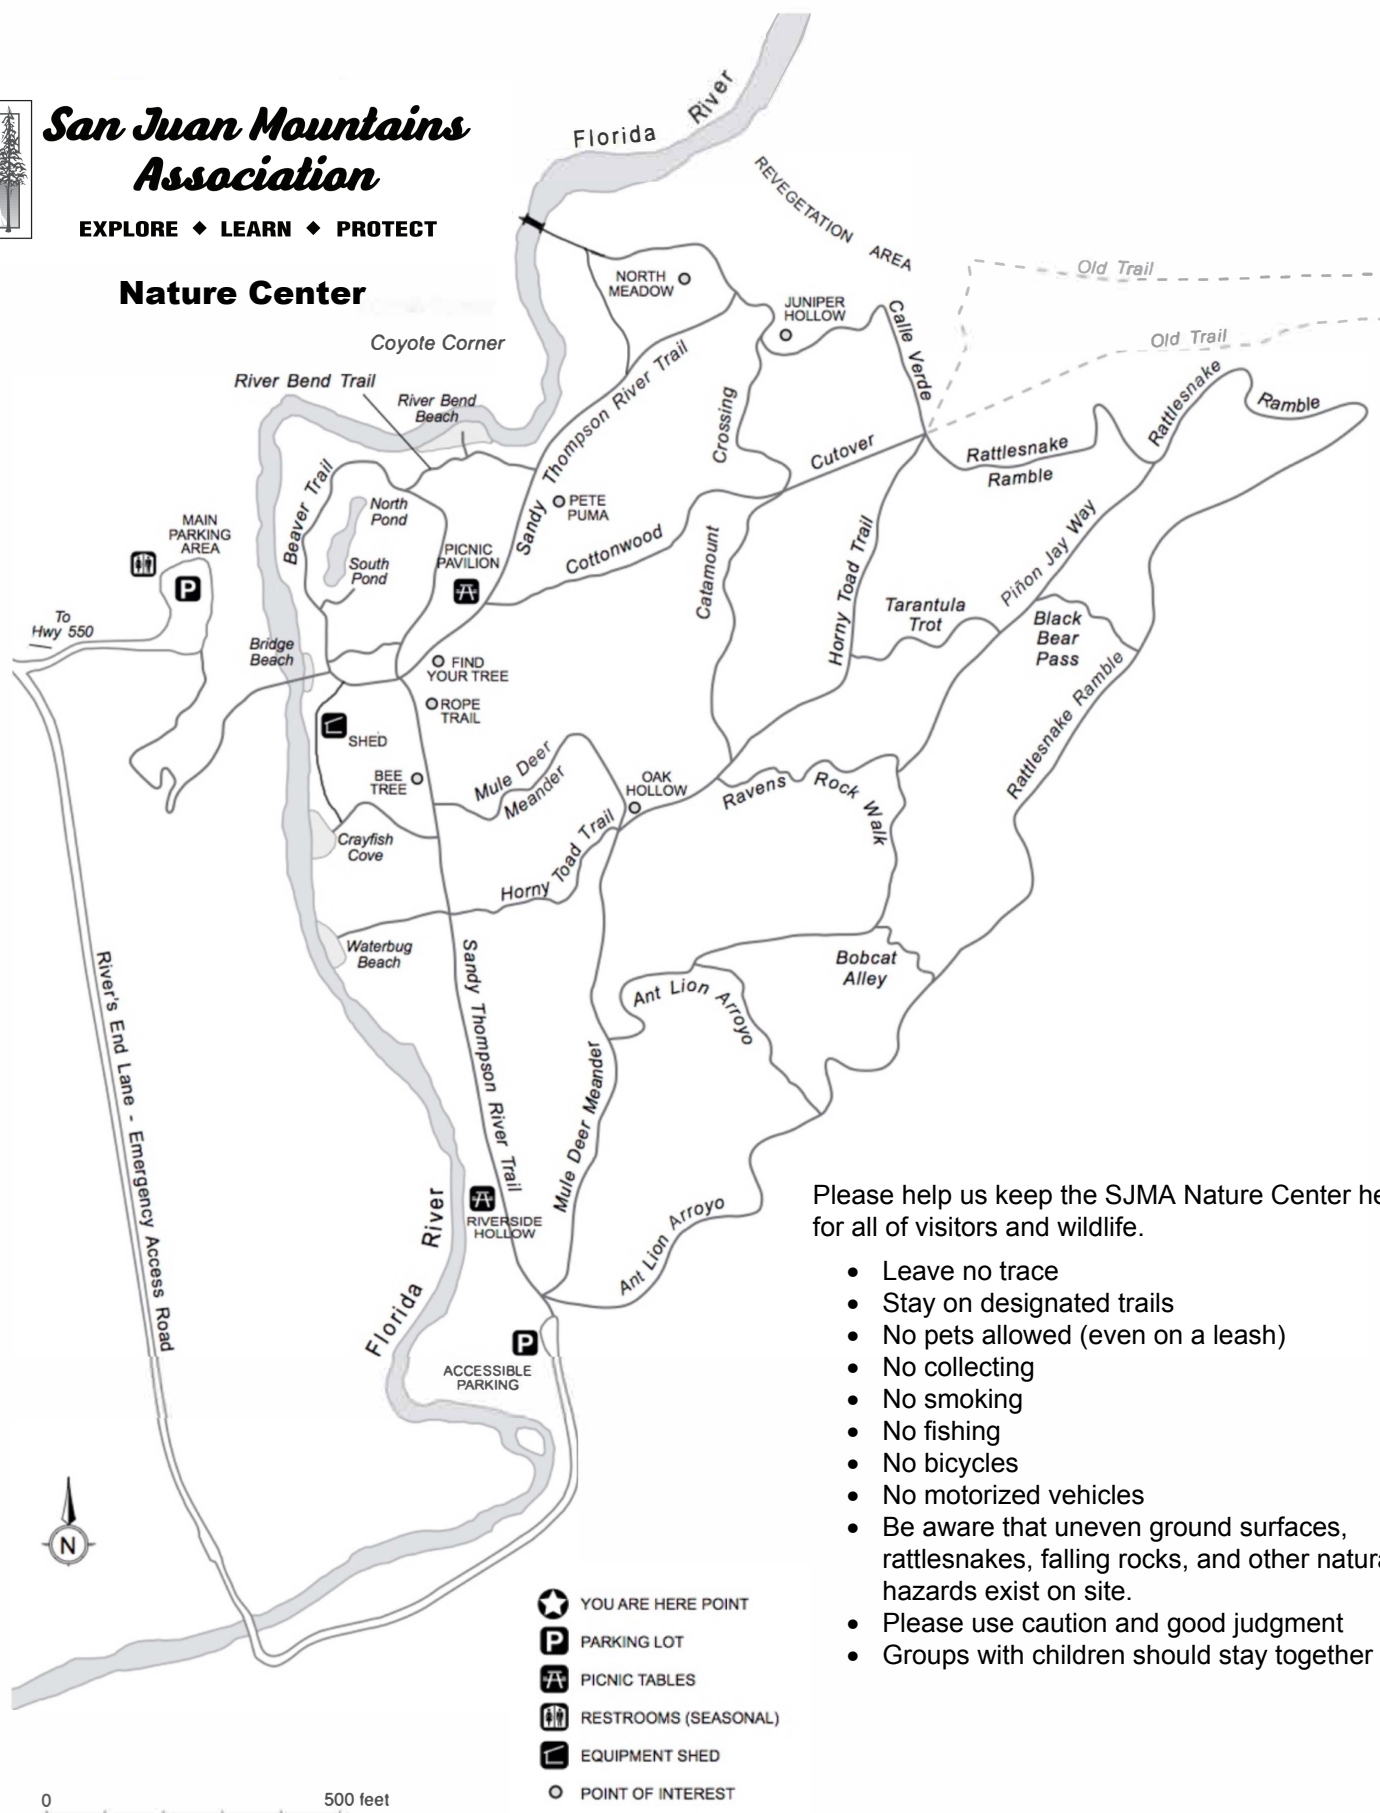 San Juan Mountains
Association
EXPLORE ◆ LEARN ◆ PROTECT
Nature Center
Florida River
REVEGETATION AREA
NORTH
MEADOW
JUNIPER
HOLLOW
Old Trail
Old Trail
Calle Verde
Coyote Corner
River Bend Trail
River Bend
Beach
Sandy Thompson River Trail
Crossing
Cutover
Rattlesnake
Ramble
Rattlesnake
Ramble
Beaver Trail
North
Pond
PETE
PUMA
MAIN
PARKING
AREA
P
South
Pond
PICNIC
PAVILION
Cottonwood
Catamount
Horny Toad Trail
Piñon Jay Way
Tarantula
Trot
Black
Bear
Pass
To
Hwy 550
Bridge
Beach
FIND
YOUR TREE
ROPE
TRAIL
SHED
BEE
TREE
Mule Deer
Meander
OAK
HOLLOW
Ravens Rock Walk
Rattlesnake Ramble
Crayfish
Cove
Horny Toad Trail
Waterbug
Beach
Sandy Thompson River Trail
Bobcat
Alley
Ant Lion Arroyo
River's End Lane - Emergency Access Road
Mule Deer Meander
Florida River
RIVERSIDE
HOLLOW
Ant Lion Arroyo
P
ACCESSIBLE
PARKING
N
Please help us keep the SJMA Nature Center he
for all of visitors and wildlife.
• Leave no trace
• Stay on designated trails
• No pets allowed (even on a leash)
• No collecting
• No smoking
• No fishing
• No bicycles
• No motorized vehicles
• Be aware that uneven ground surfaces,
rattlesnakes, falling rocks, and other natura
hazards exist on site.
• Please use caution and good judgment
• Groups with children should stay together
YOU ARE HERE POINT
P PARKING LOT
PICNIC TABLES
RESTROOMS (SEASONAL)
EQUIPMENT SHED
POINT OF INTEREST
0 500 feet